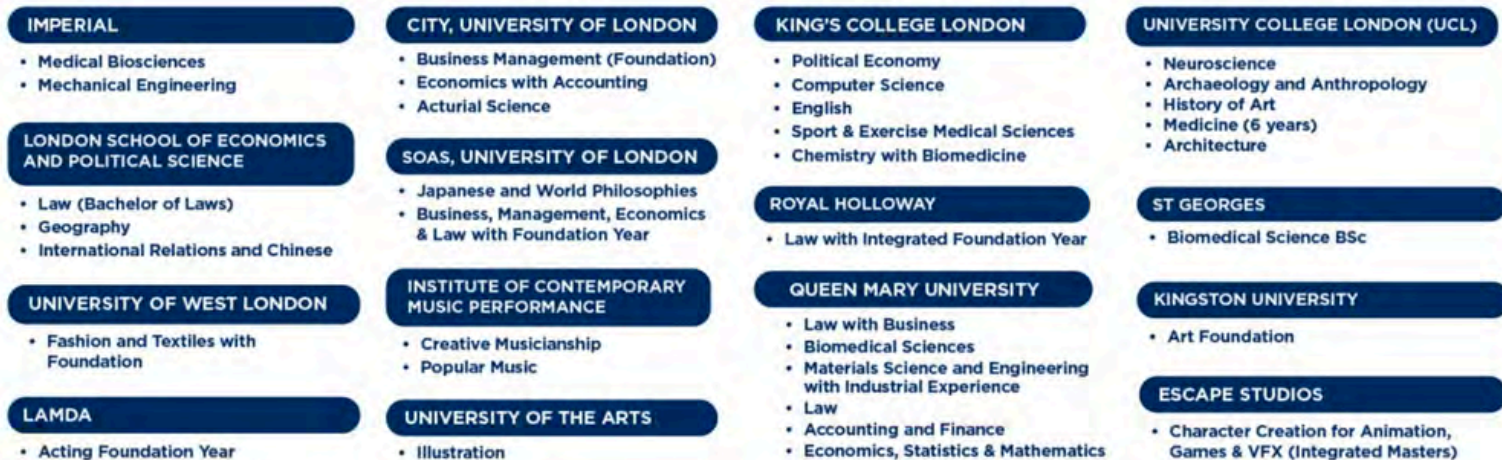 IMPERIAL
• Medical Biosciences
• Mechanical Engineering
LONDON SCHOOL OF ECONOMICS
AND POLITICAL SCIENCE
• Law (Bachelor of Laws)
• Geography
• International Relations and Chinese
UNIVERSITY OF WEST LONDON
• Fashion and Textiles with
Foundation
LAMDA
• Acting Foundation Year
CITY, UNIVERSITY OF LONDON
• Business Management (Foundation)
• Economics with Accounting
• Acturial Science
SOAS, UNIVERSITY OF LONDON
• Japanese and World Philosophies
• Business, Management, Economics
& Law with Foundation Year
INSTITUTE OF CONTEMPORARY
MUSIC PERFORMANCE
• Creative Musicianship
• Popular Music
UNIVERSITY OF THE ARTS
• Illustration
KING'S COLLEGE LONDON
• Political Economy
• Computer Science
• English
• Sport & Exercise Medical Sciences
• Chemistry with Biomedicine
ROYAL HOLLOWAY
• Law with Integrated Foundation Year
QUEEN MARY UNIVERSITY
• Law with Business
• Biomedical Sciences
• Materials Science and Engineering
with Industrial Experience
• Law
• Accounting and Finance
• Economics, Statistics & Mathematics
UNIVERSITY COLLEGE LONDON (UCL)
• Neuroscience
• Archaeology and Anthropology
• History of Art
• Medicine (6 years)
• Architecture
ST GEORGES
• Biomedical Science BSc
KINGSTON UNIVERSITY
• Art Foundation
ESCAPE STUDIOS
• Character Creation for Animation,
Games & VFX (Integrated Masters)